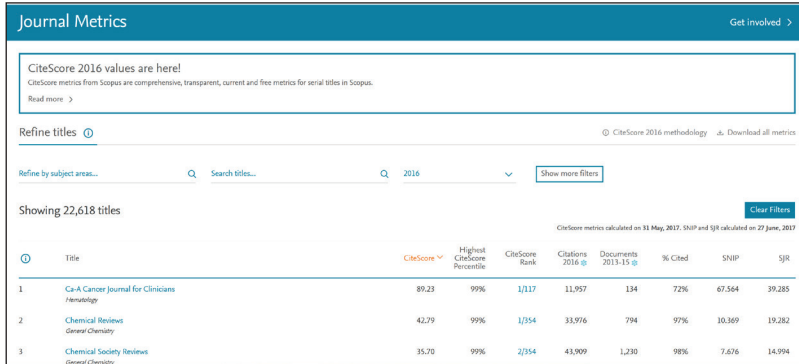 Journal Metrics
Get involved >
CiteScore 2016 values are here!
CiteScore metrics from Scopus are comprehensive, transparent, current and free metrics for serial titles in Scopus.
Read more >
Refine titles
CiteScore 2016 methodology Download all metrics
Refine by subject areas... Search titles... 2016 Show more filters
Showing 22,618 titles
Clear Filters
CiteScore metrics calculated on 31 May, 2017. SNIP and SJR calculated on 27 June, 2017
Title CiteScore Highest CiteScore Percentile CiteScore Rank Citations 2016 Documents 2013-15 % Cited SNIP SJR
1 Ca-A Cancer Journal for Clinicians 89.23 99% 1/117 11,957 134 72% 67.564 39.285
Hematology
2 Chemical Reviews 42.79 99% 1/354 33,976 794 97% 10.369 19.282
General Chemistry
3 Chemical Society Reviews 35.70 99% 2/354 43,909 1,230 98% 7.676 14.994
General Chemistry